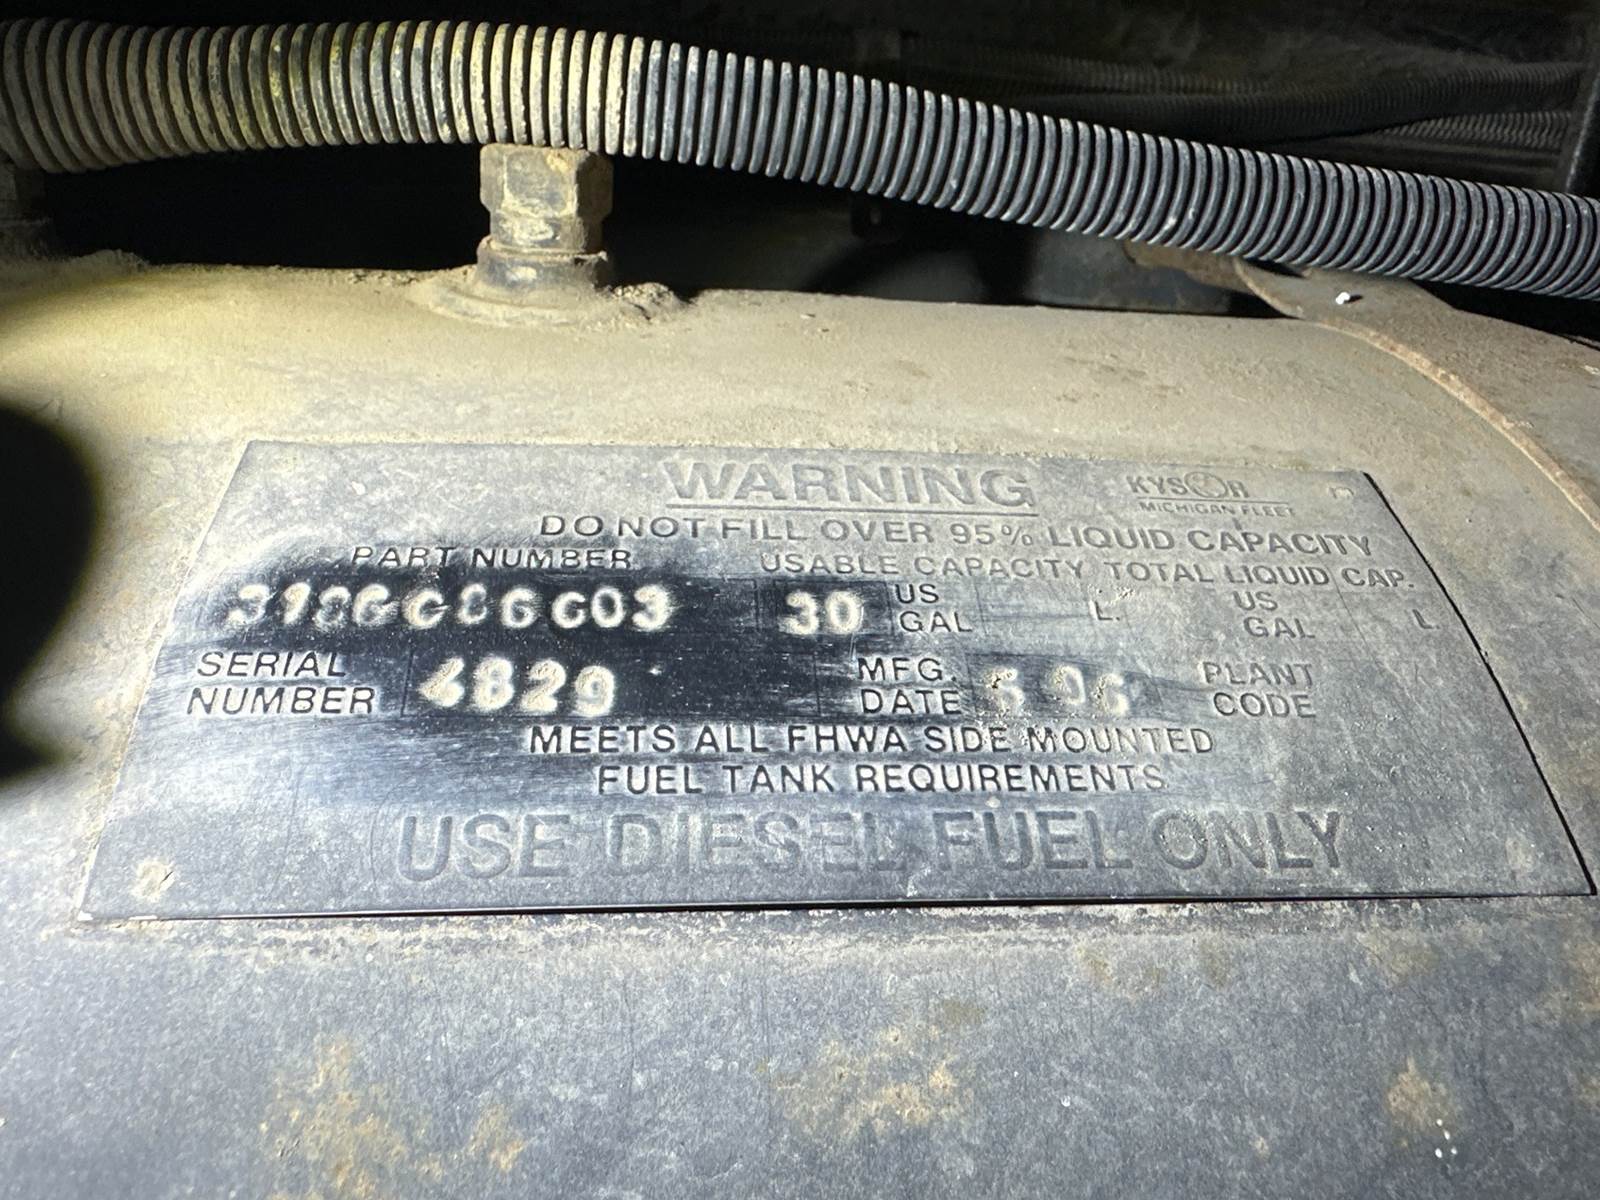 WARNING
KYSOR
MICHIGAN FLEET
DO NOT FILL OVER 95% LIQUID CAPACITY
PART NUMBER USABLE CAPACITY TOTAL LIQUID CAP.
30 US GAL L. US GAL L.
SERIAL NUMBER 4829 MFG. DATE PLANT CODE
MEETS ALL FHWA SIDE MOUNTED
FUEL TANK REQUIREMENTS
USE DIESEL FUEL ONLY